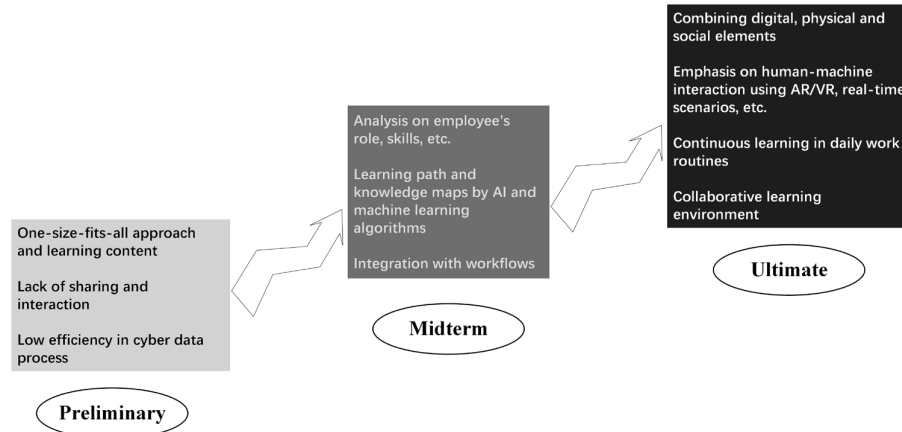 Combining digital, physical and
social elements
Emphasis on human-machine
interaction using AR/VR, real-time
scenarios, etc.
Continuous learning in daily work
routines
Collaborative learning
environment
Ultimate
Analysis on employee's
role, skills, etc.
Learning path and
knowledge maps by AI and
machine learning
algorithms
Integration with workflows
Midterm
One-size-fits-all approach
and learning content
Lack of sharing and
interaction
Low efficiency in cyber data
process
Preliminary